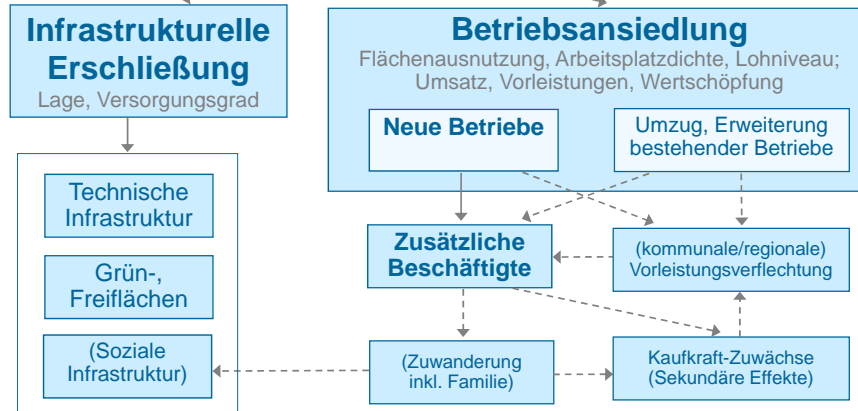 Infrastrukturelle
Erschließung
Lage, Versorgungsgrad
Betriebsansiedlung
Flächenausnutzung, Arbeitsplatzdichte, Lohniveau;
Umsatz, Vorleistungen, Wertschöpfung
Neue Betriebe
Umzug, Erweiterung
bestehender Betriebe
Technische
Infrastruktur
Zusätzliche
Beschäftigte
(kommunale/regionale)
Vorleistungsverflechtung
Grün-,
Freiflächen
(Soziale
Infrastruktur)
(Zuwanderung
inkl. Familie)
Kaufkraft-Zuwächse
(Sekundäre Effekte)